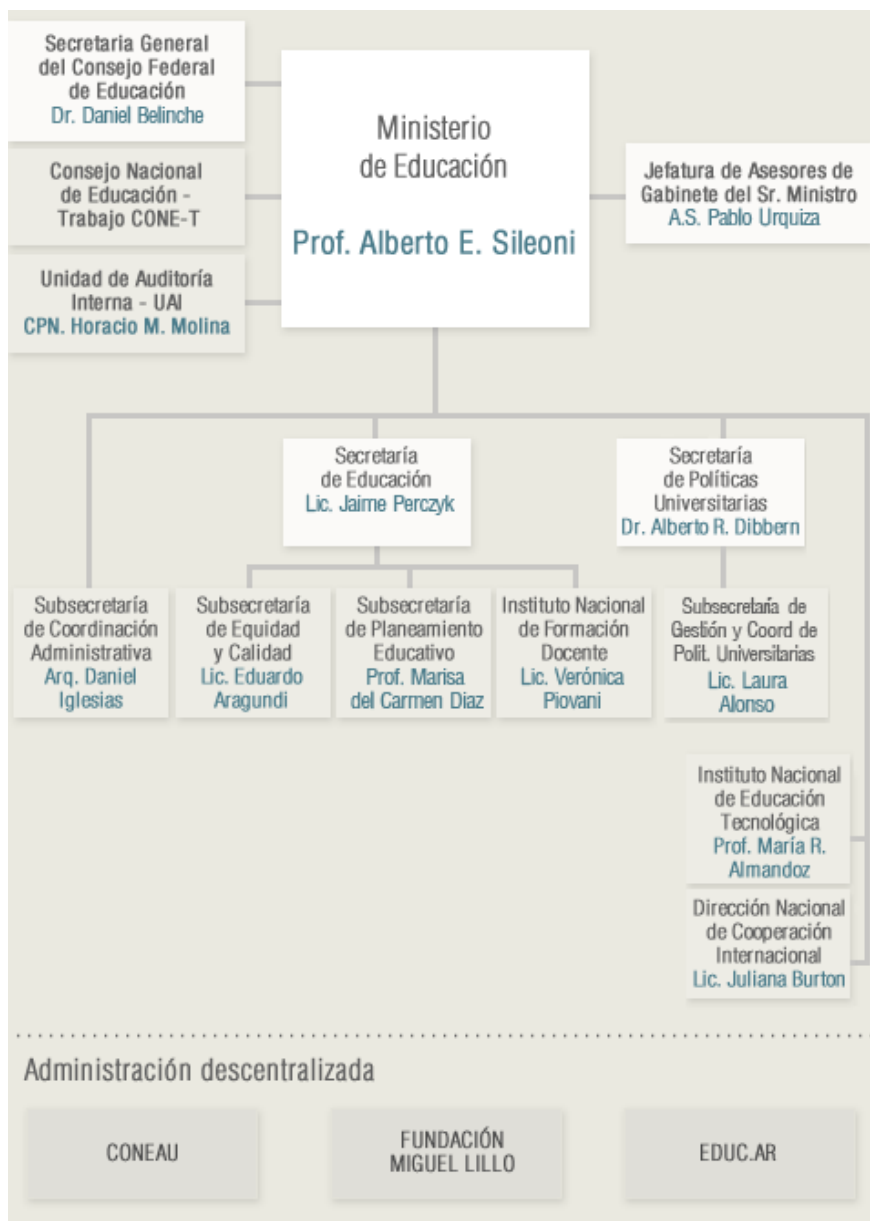 Secretaria General
del Consejo Federal
de Educación
Dr. Daniel Belinche
Consejo Nacional
de Educación -
Trabajo CONE-T
Unidad de Auditoría
Interna - UAI
CPN. Horacio M. Molina
Ministerio
de Educación
Prof. Alberto E. Sileoni
Jefatura de Asesores de
Gabinete del Sr. Ministro
A.S. Pablo Urquiza
Secretaría
de Educación
Lic. Jaime Perczyk
Secretaría
de Políticas
Universitarias
Dr. Alberto R. Dibbern
Subsecretaría
de Coordinación
Administrativa
Arq. Daniel
Iglesias
Subsecretaría
de Equidad
y Calidad
Lic. Eduardo
Aragundi
Subsecretaría
de Planeamiento
Educativo
Prof. Marisa
del Carmen Diaz
Instituto Nacional
de Formación
Docente
Lic. Verónica
Piovani
Subsecretaría de
Gestión y Coord de
Polit. Universitarias
Lic. Laura
Alonso
Instituto Nacional
de Educación
Tecnológica
Prof. María R.
Almandoz
Dirección Nacional
de Cooperación
Internacional
Lic. Juliana Burton
Administración descentralizada
CONEAU
FUNDACIÓN
MIGUEL LILLO
EDUC.AR